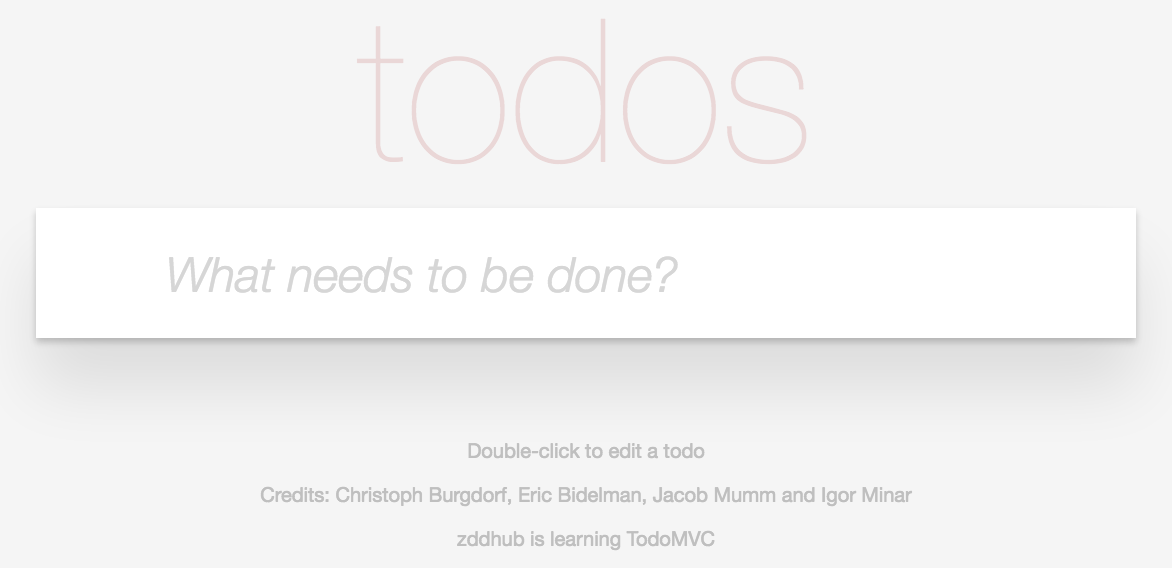 todos
What needs to be done?
Double-click to edit a todo
Credits: Christoph Burgdorf, Eric Bidelman, Jacob Mumm and Igor Minar
zddhub is learning TodoMVC